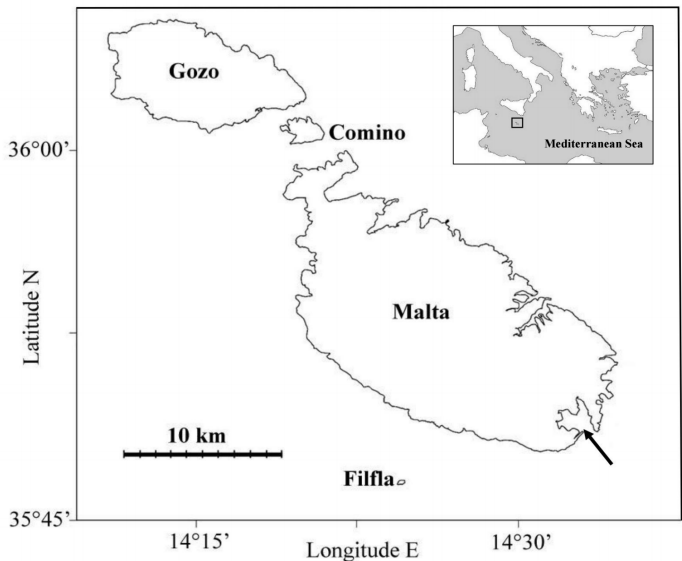 Gozo
Comino
Mediterranean Sea
36°00’
Malta
Latitude N
10 km
Filfla
35°45’
14°15’
14°30’
Longitude E